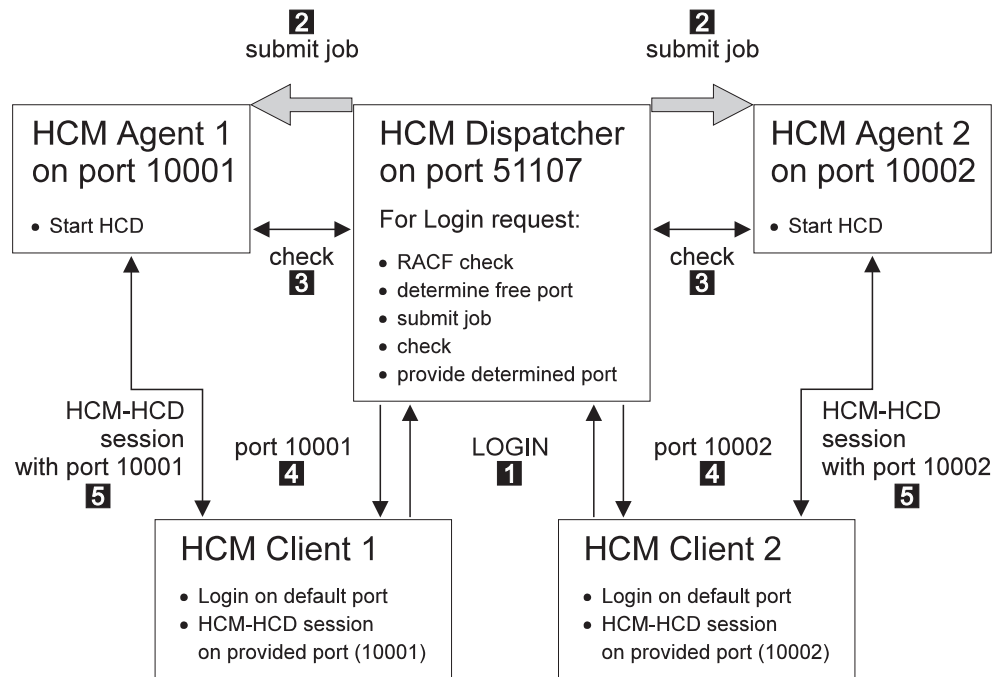 2
submit job
2
submit job
HCM Agent 1
on port 10001
• Start HCD
HCM Dispatcher
on port 51107
For Login request:
• RACF check
• determine free port
• submit job
• check
• provide determined port
HCM Agent 2
on port 10002
• Start HCD
check
3
check
3
HCM-HCD
session
with port 10001
5
port 10001
4
LOGIN
1
port 10002
4
HCM-HCD
session
with port 10002
5
HCM Client 1
• Login on default port
• HCM-HCD session
on provided port (10001)
HCM Client 2
• Login on default port
• HCM-HCD session
on provided port (10002)